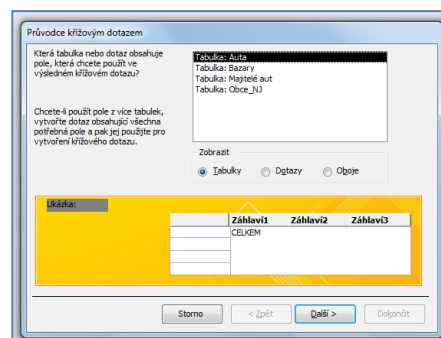 Průvodce křížovým dotazem
Která tabulka nebo dotaz obsahuje
pole, která chcete použít ve
výsledném křížovém dotazu?
Chcete-li použít pole z více tabulek,
vytvořte dotaz obsahující všechna
potřebná pole a pak jej použijte pro
vytvoření křížového dotazu.
Tabulka: Auta
Tabulka: Bazary
Tabulka: Majitelé aut
Tabulka: Obce_NJ
Zobrazit
Tabulky Dotazy Oboje
Ukázka:
Záhlaví1 Záhlaví2 Záhlaví3
CELKEM
Storno < Zpět Další > Dokončit